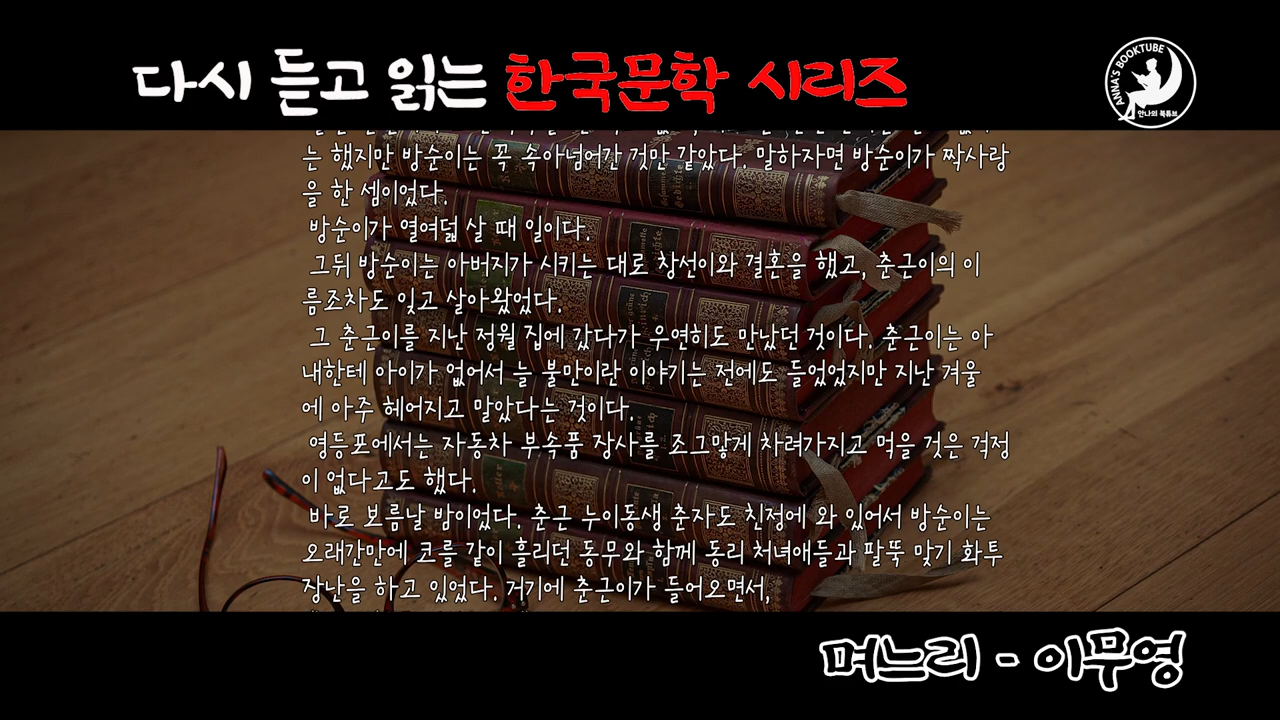 다시 듣고 읽는 한국문학 시리즈
ANNA'S BOOKTUBE
안나의 북튜브
는 했지만 방순이는 꼭 속아넘어간 것만 같았다. 말하자면 방순이가 짝사랑
을 한 셈이었다.
방순이가 열여덟 살 때 일이다.
그뒤 방순이는 아버지가 시키는 대로 창선이와 결혼을 했고, 춘근이의 이
름조차도 잊고 살아왔었다.
그 춘근이를 지난 정월 집에 갔다가 우연히도 만났던 것이다. 춘근이는 아
내한테 아이가 없어서 늘 불만이란 이야기는 전에도 들었었지만 지난 겨울
에 아주 헤어지고 말았다는 것이다.
영등포에서는 자동차 부속품 장사를 조그맣게 차려가지고 먹을 것은 걱정
이 없다고도 했다.
바로 보름날 밤이었다. 춘근 누이동생 춘자도 친정에 와 있어서 방순이는
오래간만에 코를 같이 흘리던 동무와 함께 동리 처녀애들과 팔뚝 맞기 화투
장난을 하고 있었다. 거기에 춘근이가 들어오면서,
며느리 - 이무영